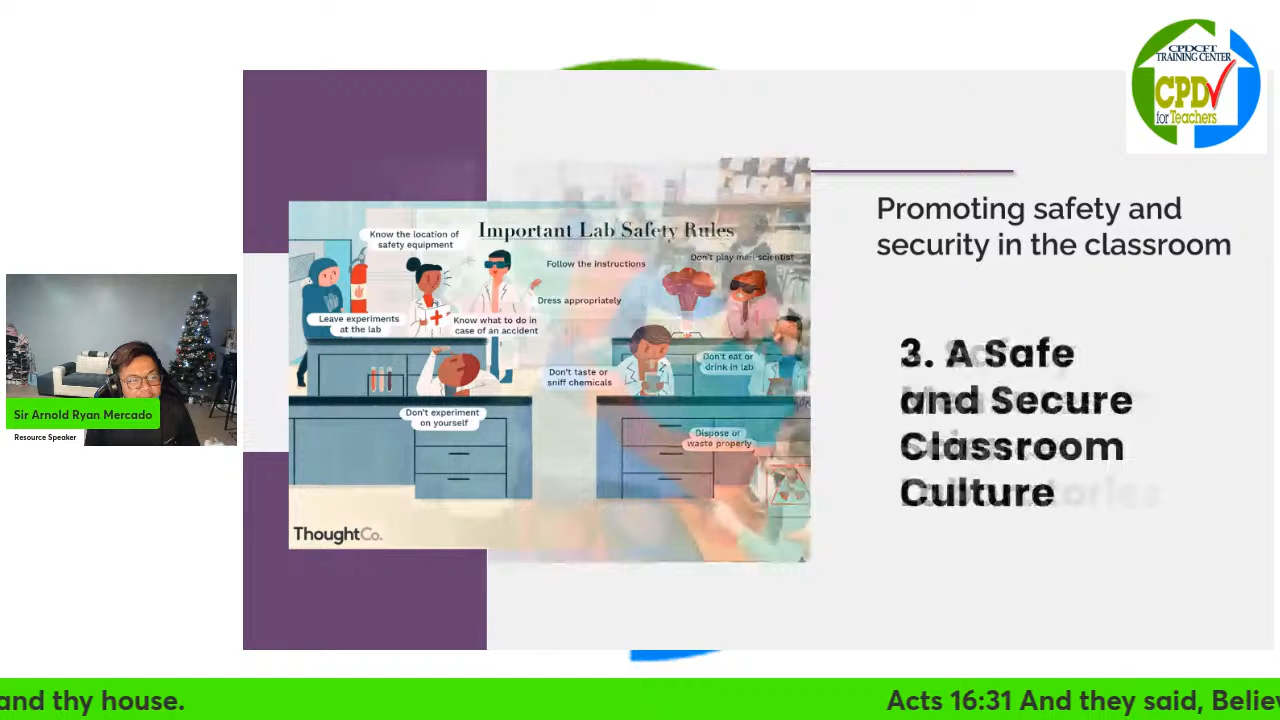 CPDCFT
TRAINING CENTER
CPD
for Teachers
Promoting safety and
security in the classroom
3. A Safe
and Secure
Classroom
Culture
Important Lab Safety Rules
Know the location of
safety equipment
Follow the instructions
Don't play mad scientist
Dress appropriately
Leave experiments
at the lab
Know what to do in
case of an accident
Don't eat or
drink in lab
Don't taste or
sniff chemicals
Don't experiment
on yourself
Dispose of
waste properly
ThoughtCo.
Sir Arnold Ryan Mercado
Resource Speaker
and thy house.
Acts 16:31 And they said, Believ